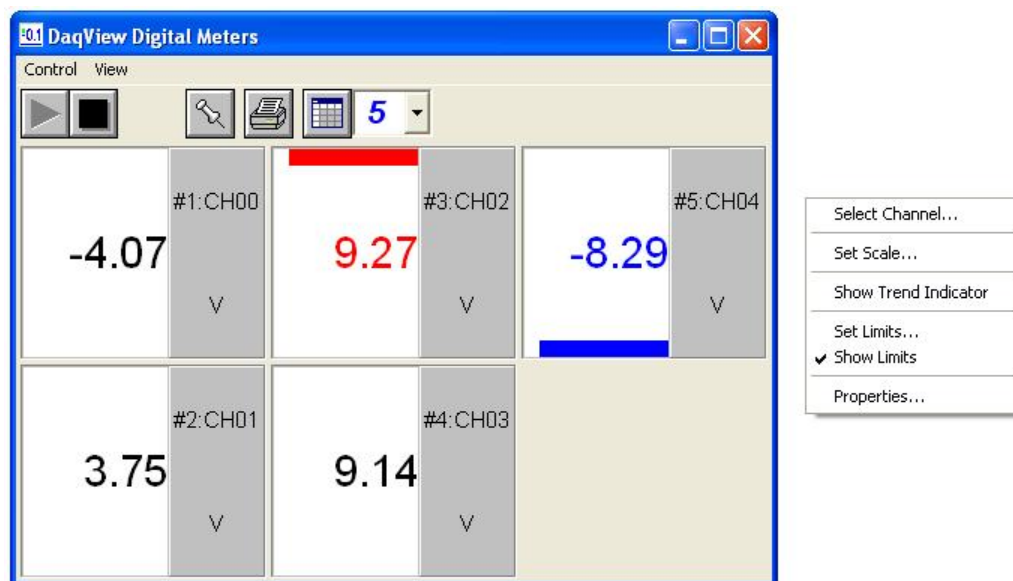 DaqView Digital Meters
Control View
5
#1:CH00
-4.07
V
#3:CH02
9.27
V
#5:CH04
-8.29
V
#2:CH01
3.75
V
#4:CH03
9.14
V
Select Channel...
Set Scale...
Show Trend Indicator
Set Limits...
Show Limits
Properties...